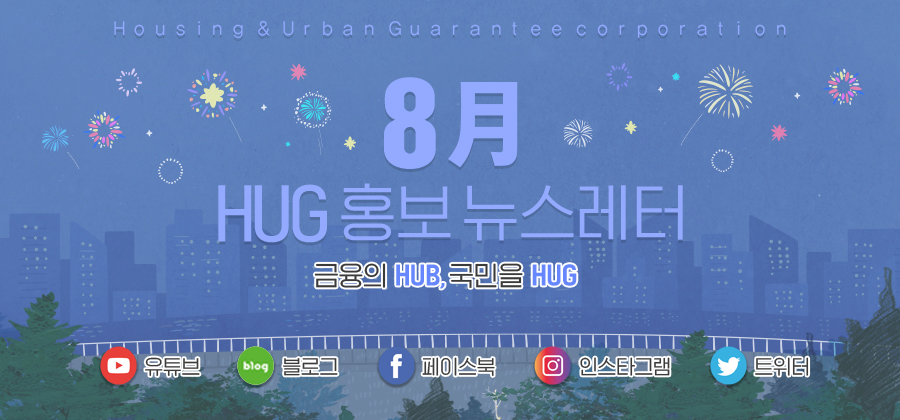 Housing & Urban Guarantee corporation
8月
HUG 홍보 뉴스레터
금융의 HUB, 국민을 HUG
유튜브 blog 블로그 페이스북 인스타그램 트위터